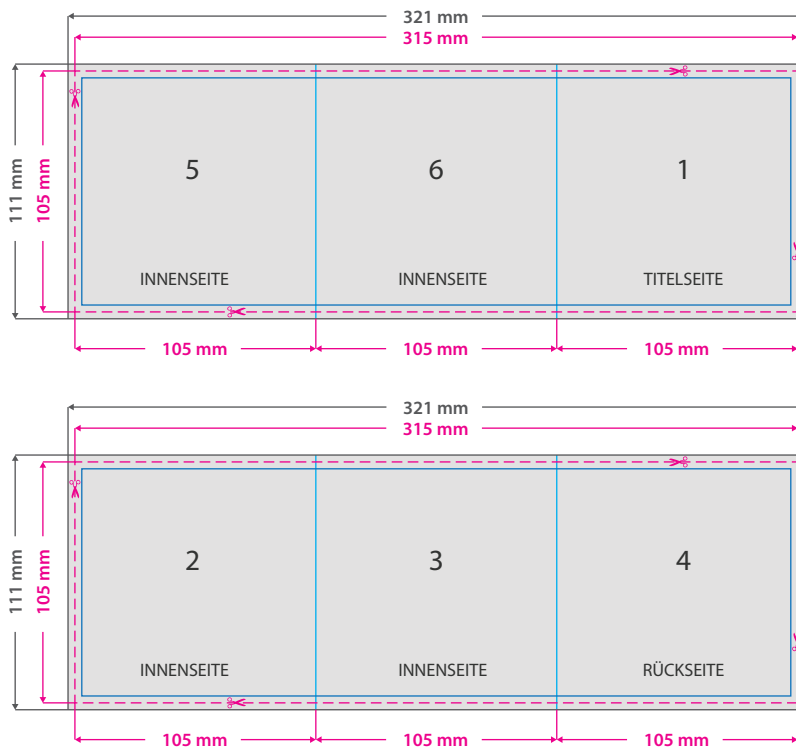 321 mm
315 mm
111 mm
105 mm
5
6
1
INNENSEITE
INNENSEITE
TITELSEITE
105 mm
105 mm
105 mm
321 mm
315 mm
111 mm
105 mm
2
3
4
INNENSEITE
INNENSEITE
RÜCKSEITE
105 mm
105 mm
105 mm